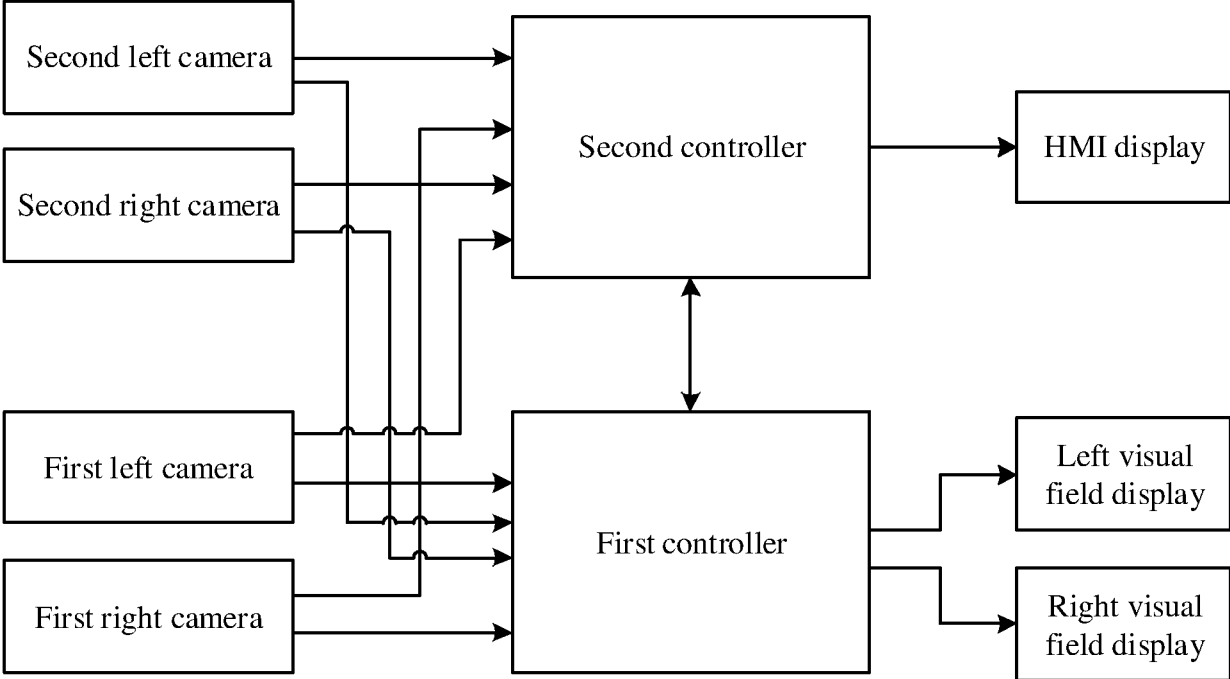 Second left camera
Second right camera
Second controller
HMI display
First left camera
First right camera
First controller
Left visual
field display
Right visual
field display